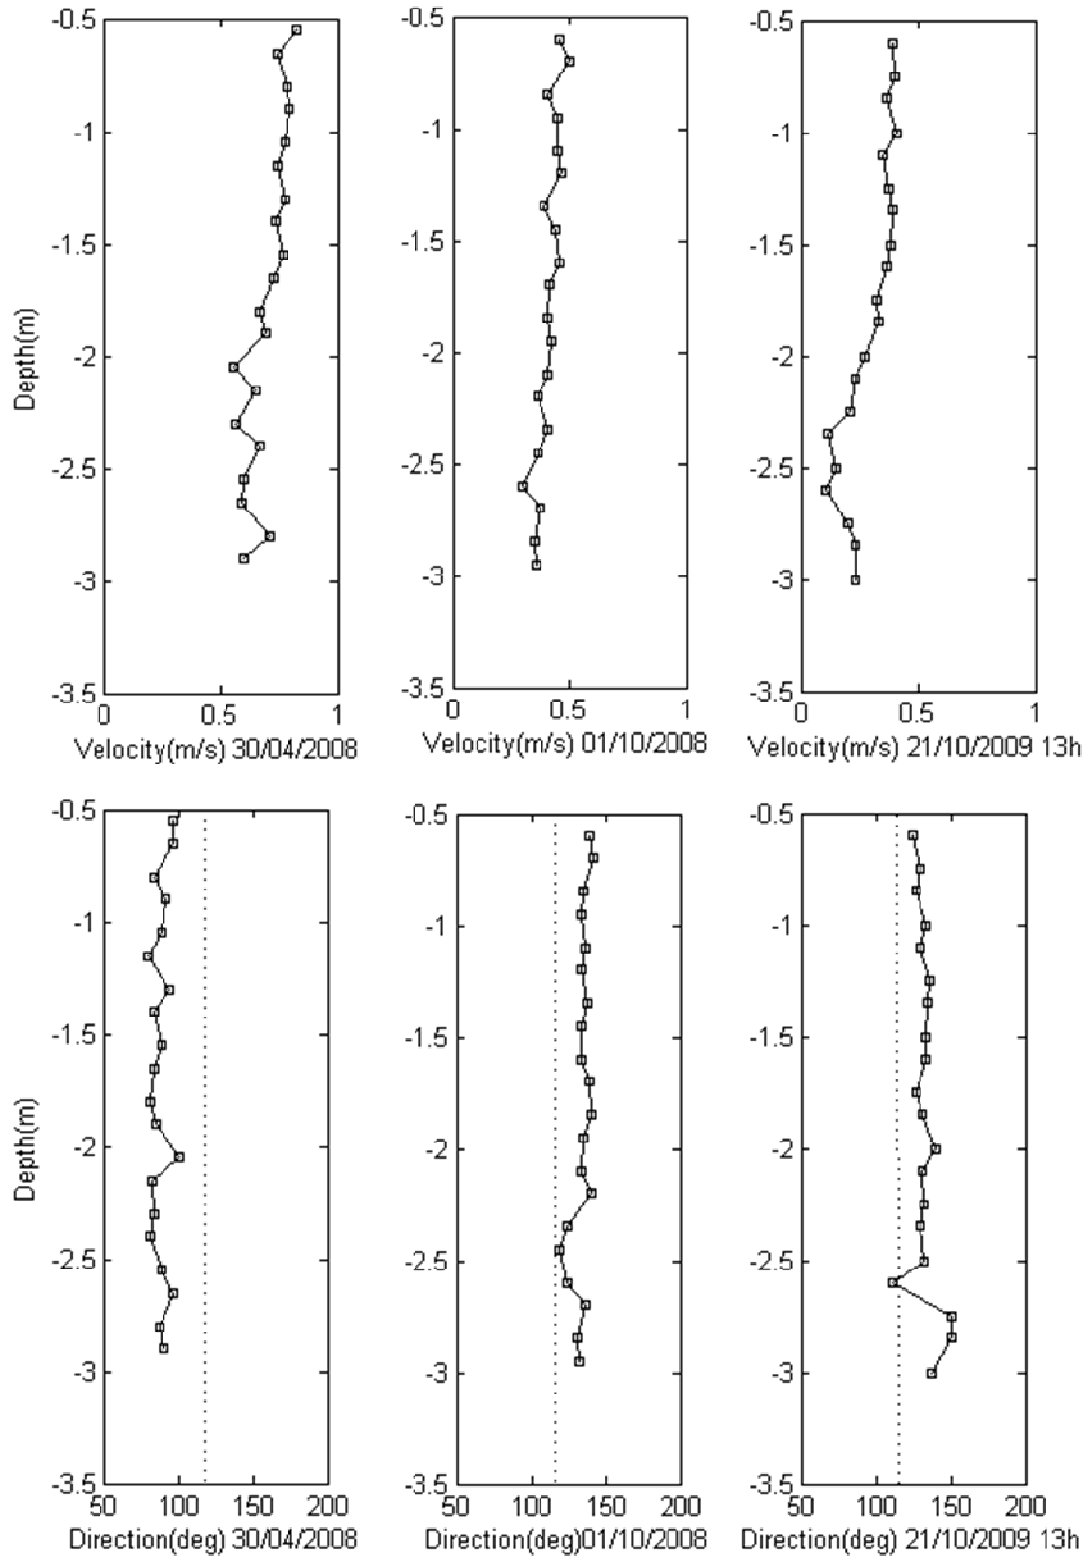 -0.5 -0.5 -0.5
-1 -1 -1
-1.5 -1.5 -1.5
Depth(m)
-2 -2 -2
-2.5 -2.5 -2.5
-3 -3 -3
-3.5 -3.5 -3.5
0 0.5 1 0 0.5 1 0 0.5 1
Velocity(m/s) 30/04/2008 Velocity(m/s) 01/10/2008 Velocity(m/s) 21/10/2009 13h
-0.5 -0.5 -0.5
-1 -1 -1
-1.5 -1.5 -1.5
Depth(m)
-2 -2 -2
-2.5 -2.5 -2.5
-3 -3 -3
-3.5 -3.5 -3.5
50 100 150 200 50 100 150 200 50 100 150 200
Direction(deg) 30/04/2008 Direction(deg)01/10/2008 Direction(deg) 21/10/2009 13h